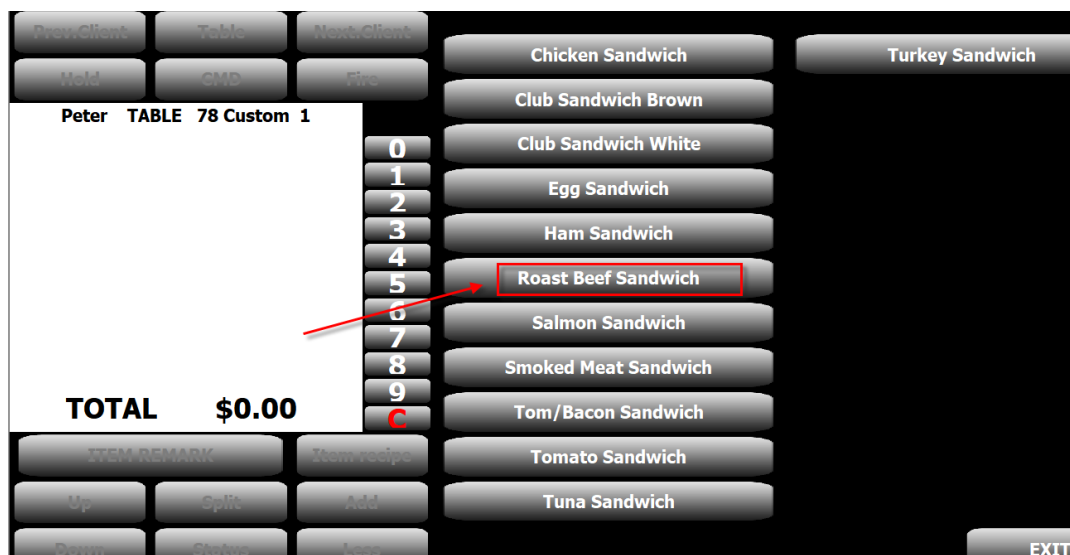 Prev.Client Table Next.Client
Hold CMD Fire
Peter TABLE 78 Custom 1
0
1
2
3
4
5
6
7
8
9
C
TOTAL $0.00
ITEM REMARK Item recipe
Up Split Add
Down Status Less
Chicken Sandwich
Club Sandwich Brown
Club Sandwich White
Egg Sandwich
Ham Sandwich
Roast Beef Sandwich
Salmon Sandwich
Smoked Meat Sandwich
Tom/Bacon Sandwich
Tomato Sandwich
Tuna Sandwich
Turkey Sandwich
EXIT